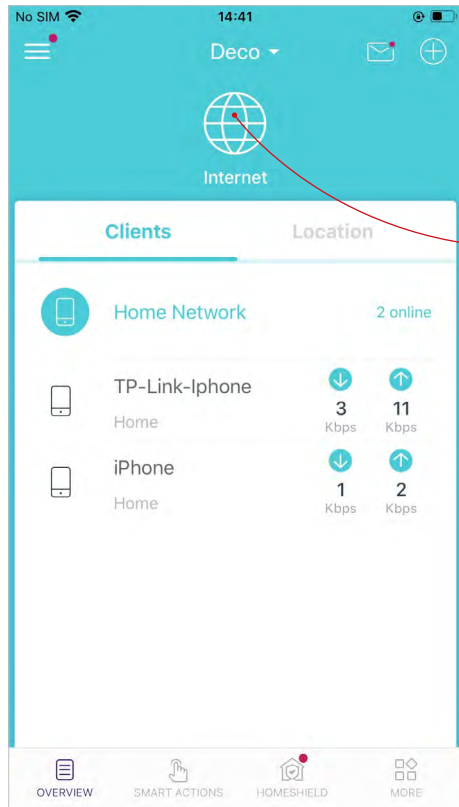 No SIM 14:41
Deco
Internet
Clients Location
Home Network 2 online
TP-Link-Iphone
Home
3 11
Kbps Kbps
iPhone
Home
1 2
Kbps Kbps
OVERVIEW SMART ACTIONS HOMESHIELD MORE